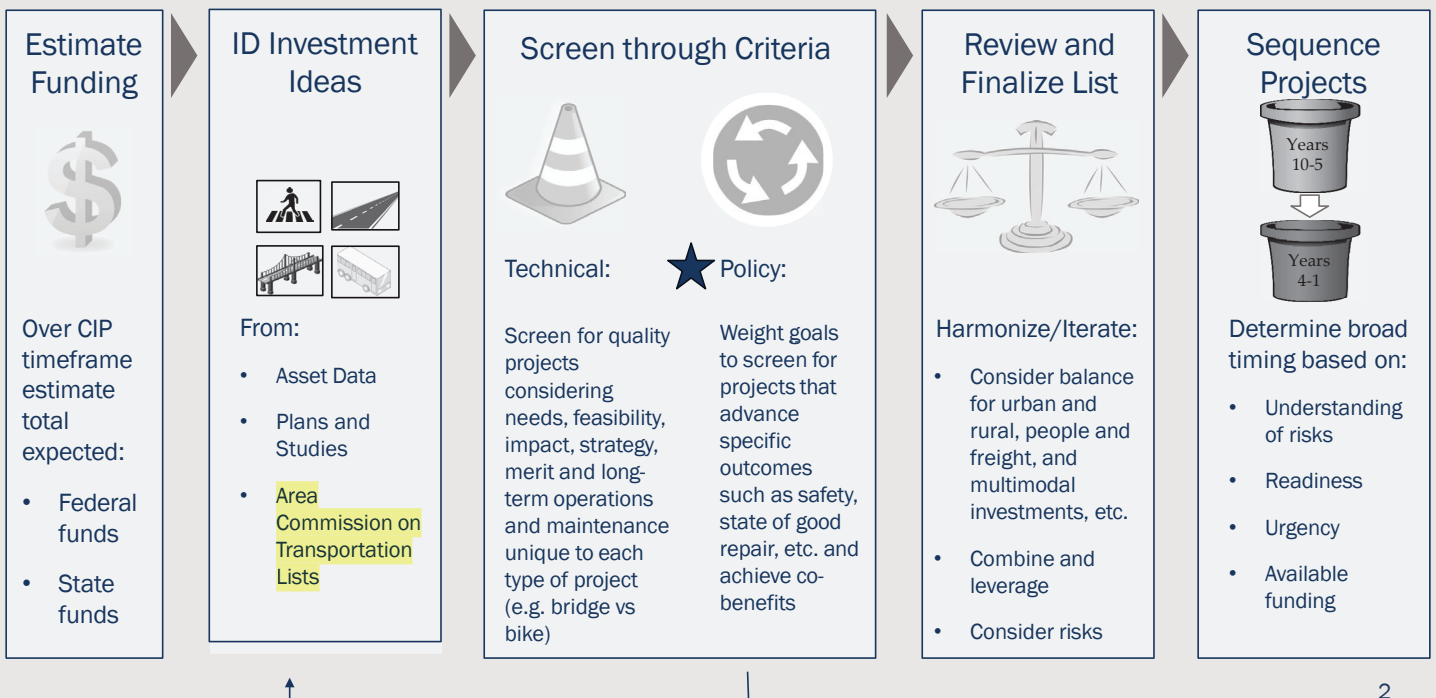 Estimate
Funding
Over CIP
timeframe
estimate
total
expected:
• Federal
funds
• State
funds
ID Investment
Ideas
From:
• Asset Data
• Plans and
Studies
• Area
Commission on
Transportation
Lists
Screen through Criteria
Technical:
Screen for quality
projects
considering
needs, feasibility,
impact, strategy,
merit and long-
term operations
and maintenance
unique to each
type of project
(e.g. bridge vs
bike)
Policy:
Weight goals
to screen for
projects that
advance
specific
outcomes
such as safety,
state of good
repair, etc. and
achieve co-
benefits
Review and
Finalize List
Harmonize/Iterate:
• Consider balance
for urban and
rural, people and
freight, and
multimodal
investments, etc.
• Combine and
leverage
• Consider risks
Sequence
Projects
Years
10-5
Years
4-1
Determine broad
timing based on:
• Understanding
of risks
• Readiness
• Urgency
• Available
funding
2